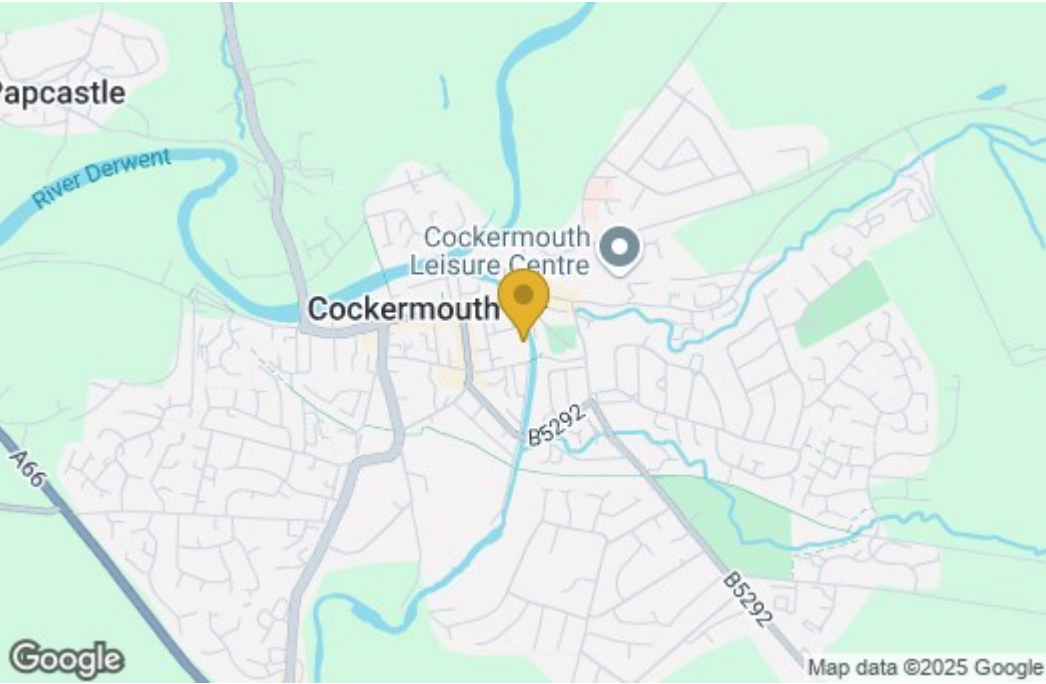 Papcastle
River Derwent
Cockermouth
Leisure Centre
Cockermouth
B5292
A66
B5292
Google
Map data ©2025 Google